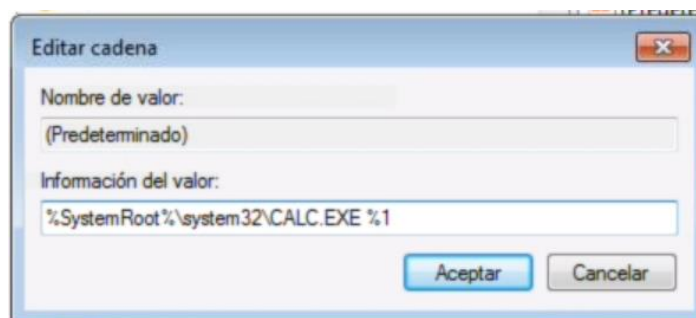 Editar cadena
Nombre de valor:
(Predeterminado)
Información del valor:
%SystemRoot%\system32\CALC.EXE %1
Aceptar
Cancelar